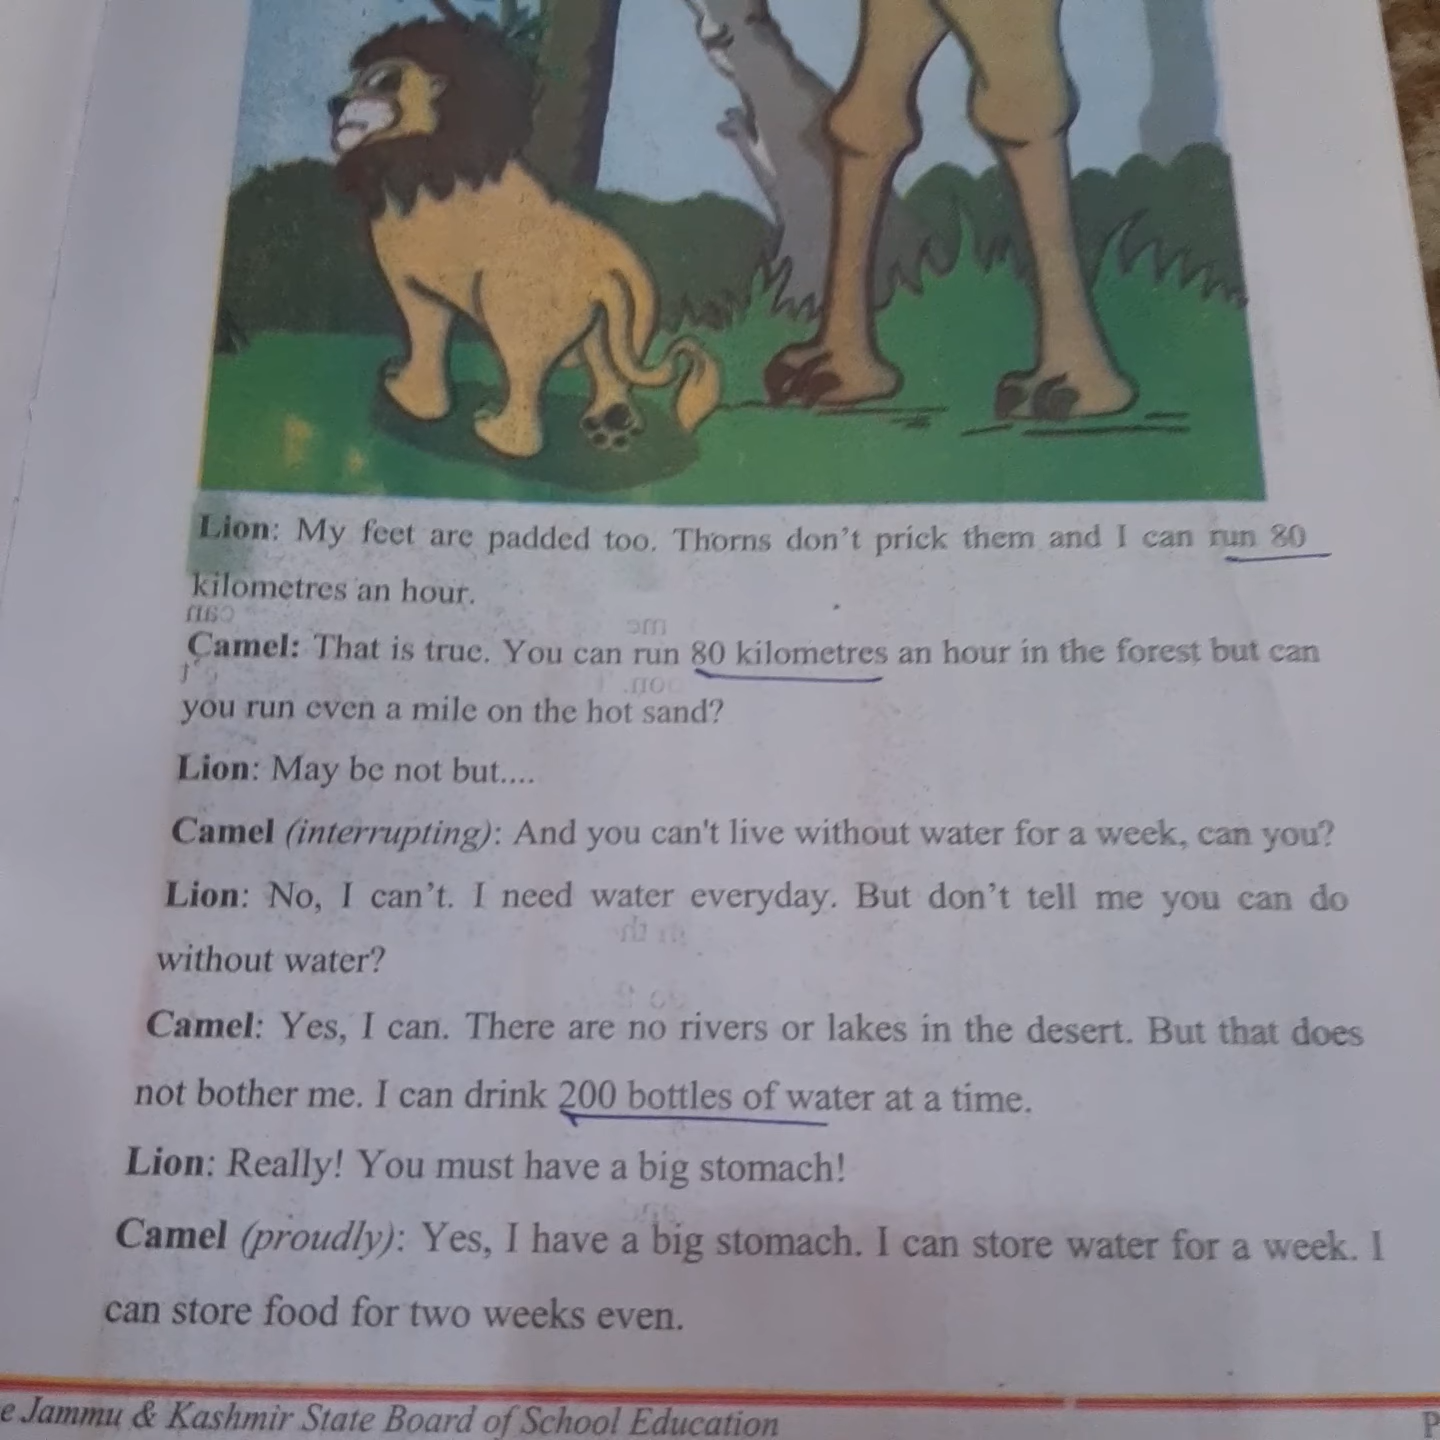 Lion: My feet are padded too. Thorns don't prick them and I can run 80
kilometres an hour.
Camel: That is true. You can run 80 kilometres an hour in the forest but can
you run even a mile on the hot sand?
Lion: May be not but....
Camel (interrupting): And you can't live without water for a week, can you?
Lion: No, I can't. I need water everyday. But don't tell me you can do
without water?
Camel: Yes, I can. There are no rivers or lakes in the desert. But that does
not bother me. I can drink 200 bottles of water at a time.
Lion: Really! You must have a big stomach!
Camel (proudly): Yes, I have a big stomach. I can store water for a week. I
can store food for two weeks even.
Jammu & Kashmir State Board of School Education